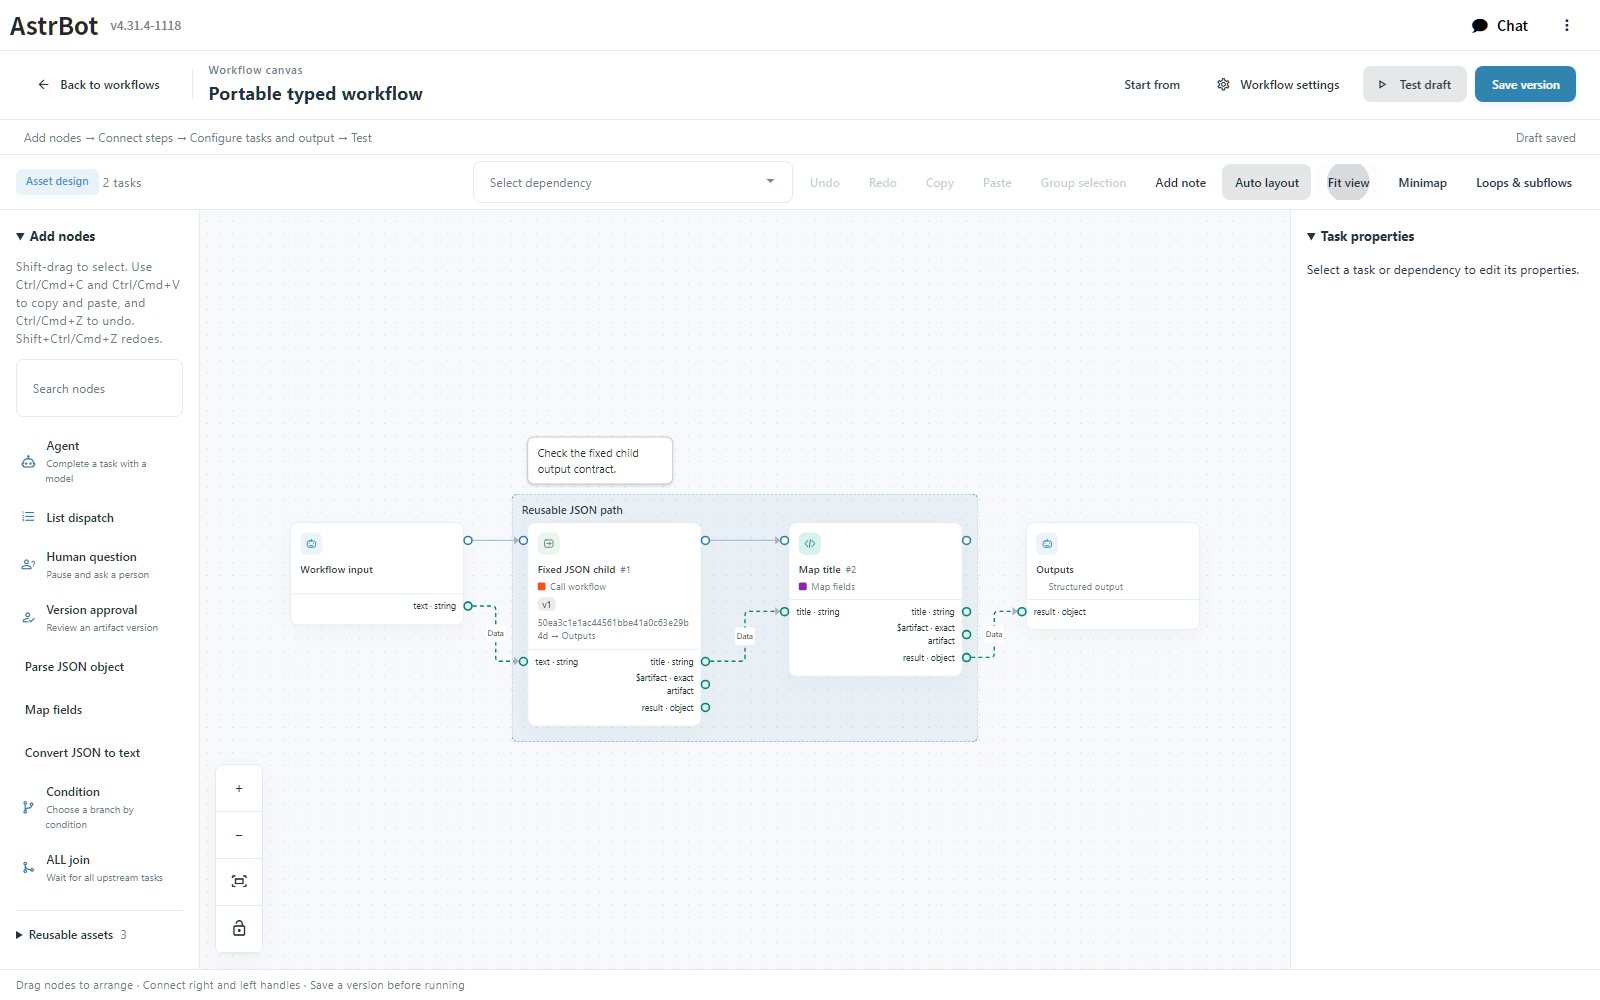 AstrBot v4.31.4-1118
Chat
Back to workflows
Workflow canvas
Portable typed workflow
Start from
Workflow settings
Test draft
Save version
Add nodes → Connect steps → Configure tasks and output → Test
Draft saved
Asset design 2 tasks
Select dependency
Undo
Redo
Copy
Paste
Group selection
Add note
Auto layout
Fit view
Minimap
Loops & subflows
Add nodes
Shift-drag to select. Use
Ctrl/Cmd+C and Ctrl/Cmd+V
to copy and paste, and
Ctrl/Cmd+Z to undo.
Shift+Ctrl/Cmd+Z redoes.
Search nodes
Agent
Complete a task with a
model
List dispatch
Human question
Pause and ask a person
Version approval
Review an artifact version
Parse JSON object
Map fields
Convert JSON to text
Condition
Choose a branch by
condition
ALL join
Wait for all upstream tasks
Reusable assets 3
Check the fixed child
output contract.
Reusable JSON path
Workflow input
text · string
Data
Fixed JSON child #1
Call workflow
v1
50ea3c1e1ac44561bbe41a0c63e29b
4d → Outputs
text · string
title · string
$artifact · exact
artifact
result · object
Data
Map title #2
Map fields
title · string
title · string
$artifact · exact
artifact
result · object
Data
Outputs
Structured output
result · object
+
−
Task properties
Select a task or dependency to edit its properties.
Drag nodes to arrange · Connect right and left handles · Save a version before running